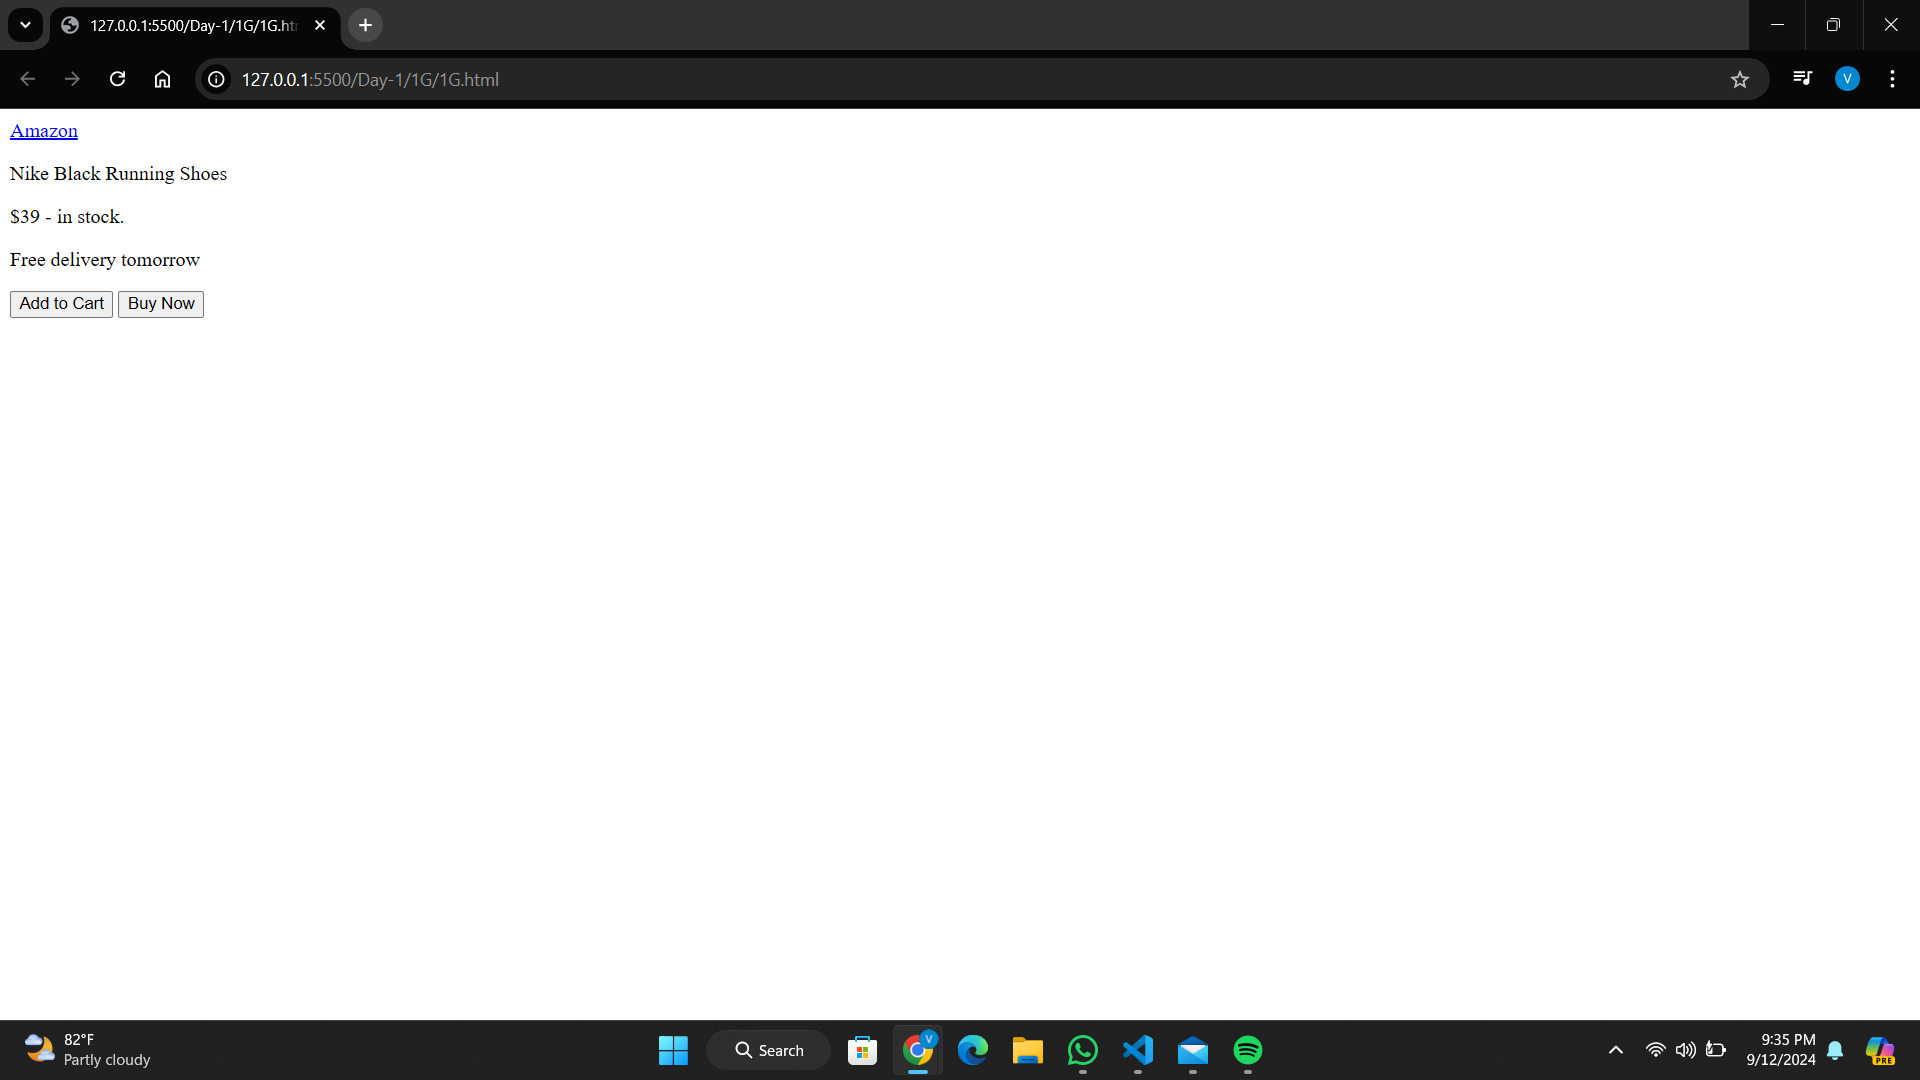 127.0.0.1:5500/Day-1/1G/1G.htm
127.0.0.1:5500/Day-1/1G/1G.html
V
Amazon
Nike Black Running Shoes
$39 - in stock.
Free delivery tomorrow
Add to Cart Buy Now
82°F
Partly cloudy
Search
V
9:35 PM
9/12/2024
PRE